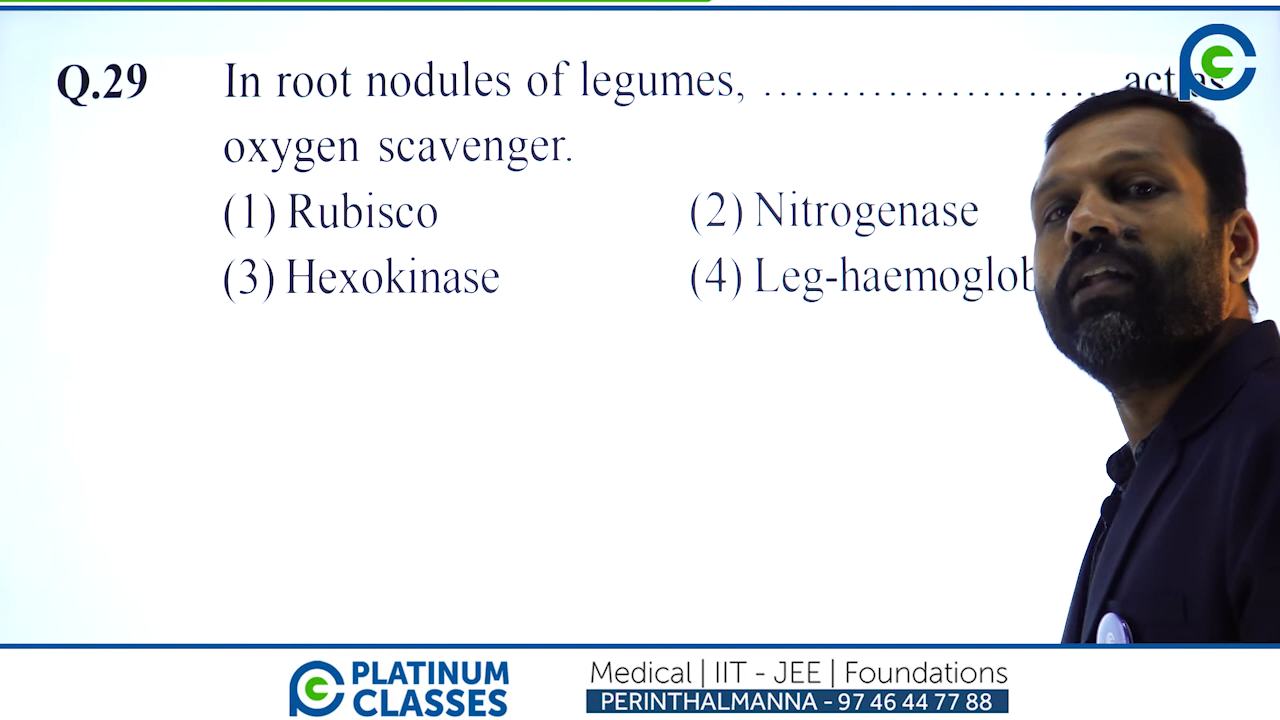 Q.29 In root nodules of legumes, ........................ act as
oxygen scavenger.
(1) Rubisco (2) Nitrogenase
(3) Hexokinase (4) Leg-haemoglob
PLATINUM
CLASSES
Medical | IIT - JEE | Foundations
PERINTHALMANNA - 97 46 44 77 88